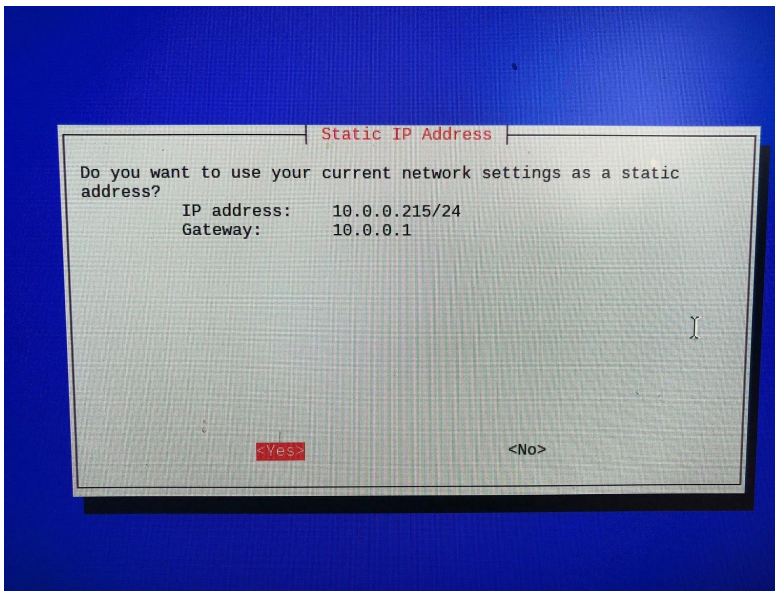 Static IP Address
Do you want to use your current network settings as a static
address?
IP address: 10.0.0.215/24
Gateway: 10.0.0.1
<Yes> <No>